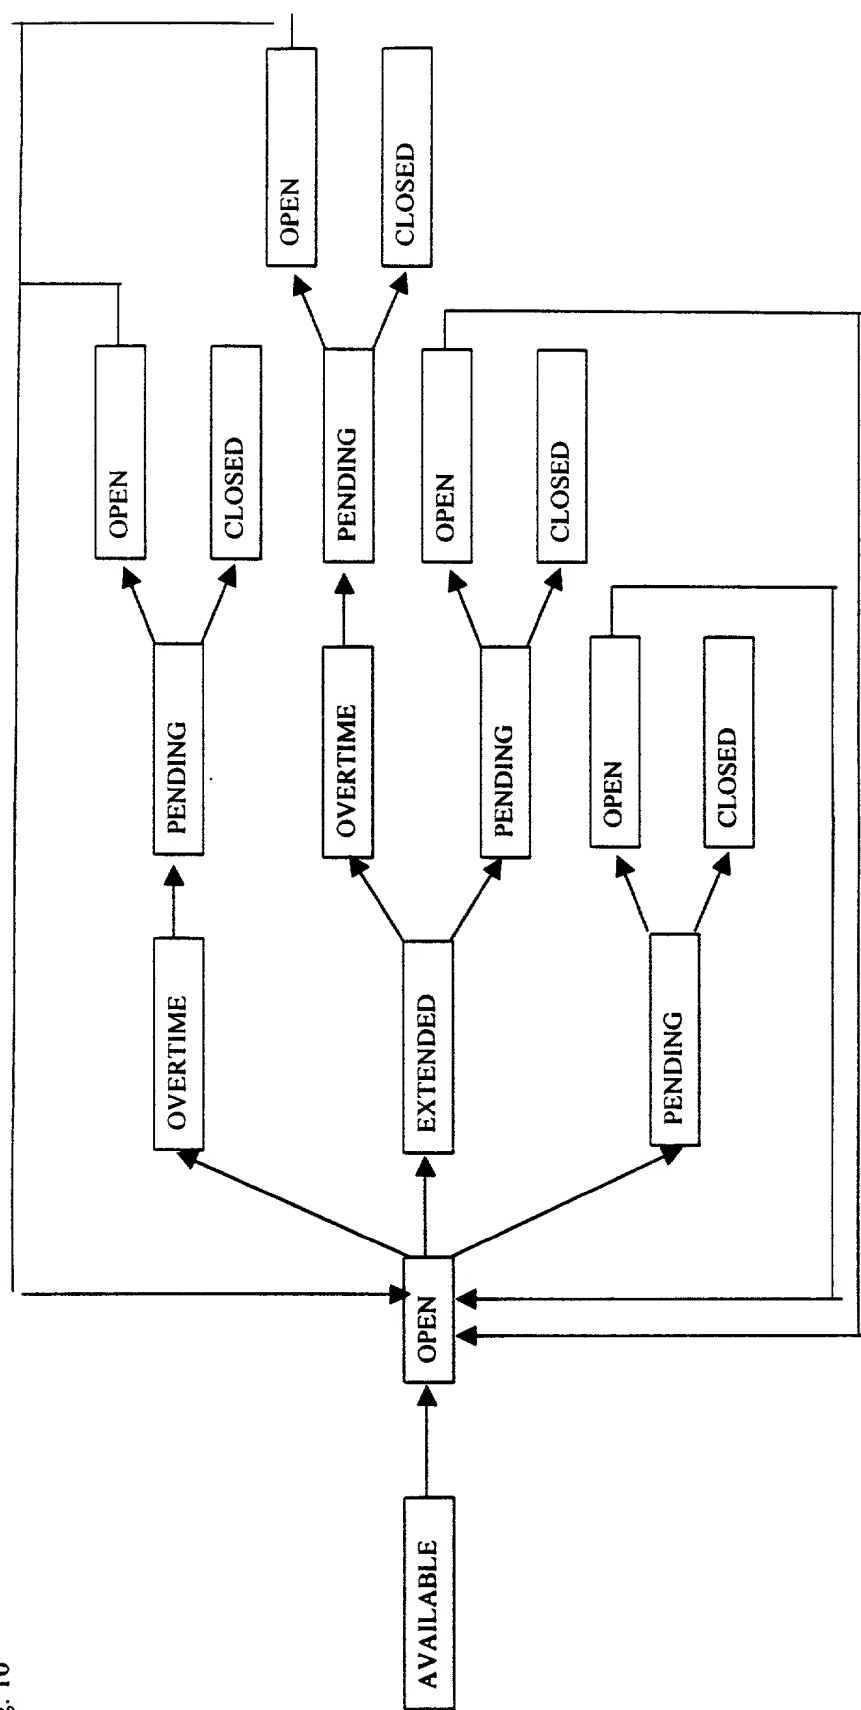 OPEN
OVERTIME
PENDING
CLOSED
OPEN
OVERTIME
PENDING
CLOSED
AVAILABLE
OPEN
EXTENDED
OPEN
PENDING
CLOSED
OPEN
PENDING
CLOSED